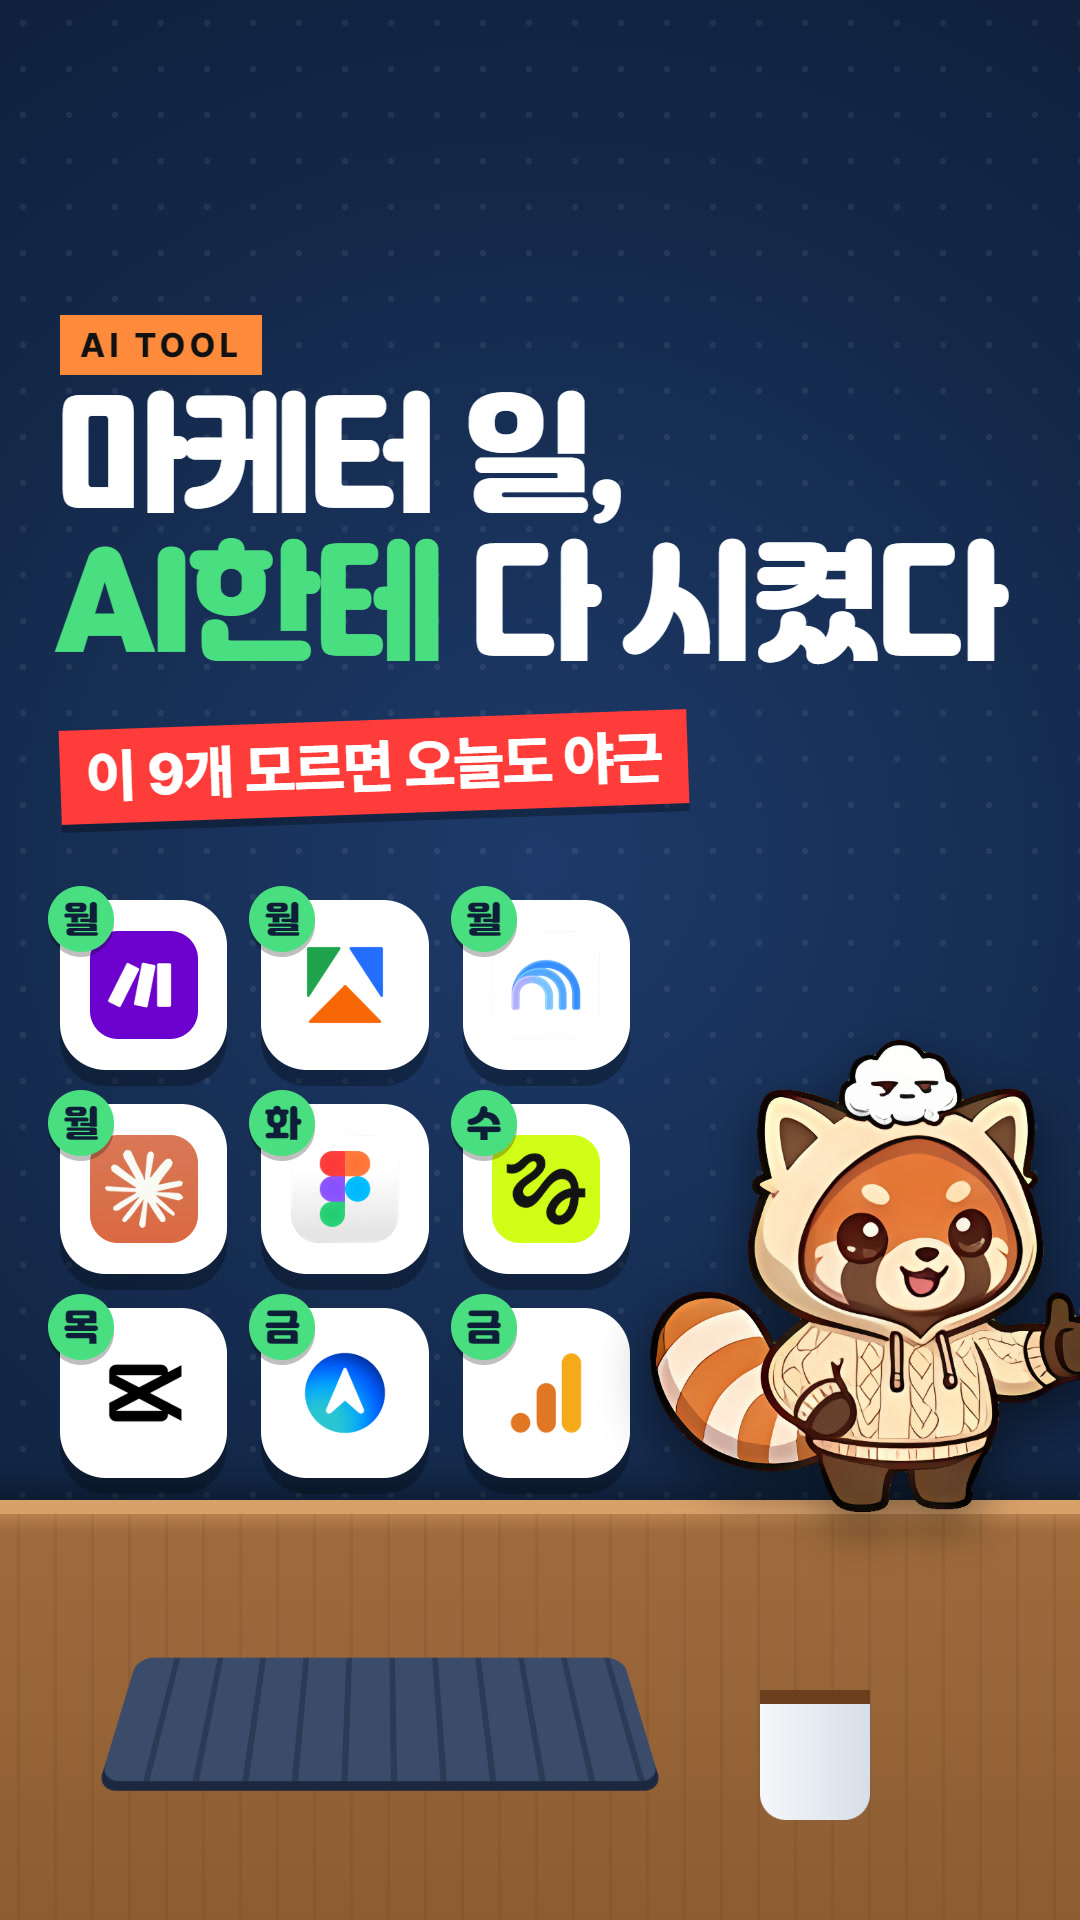 AI TOOL
마케터 일,
AI한테 다 시켰다
이 9개 모르면 오늘도 야근
월
월
월
월
화
수
목
금
금